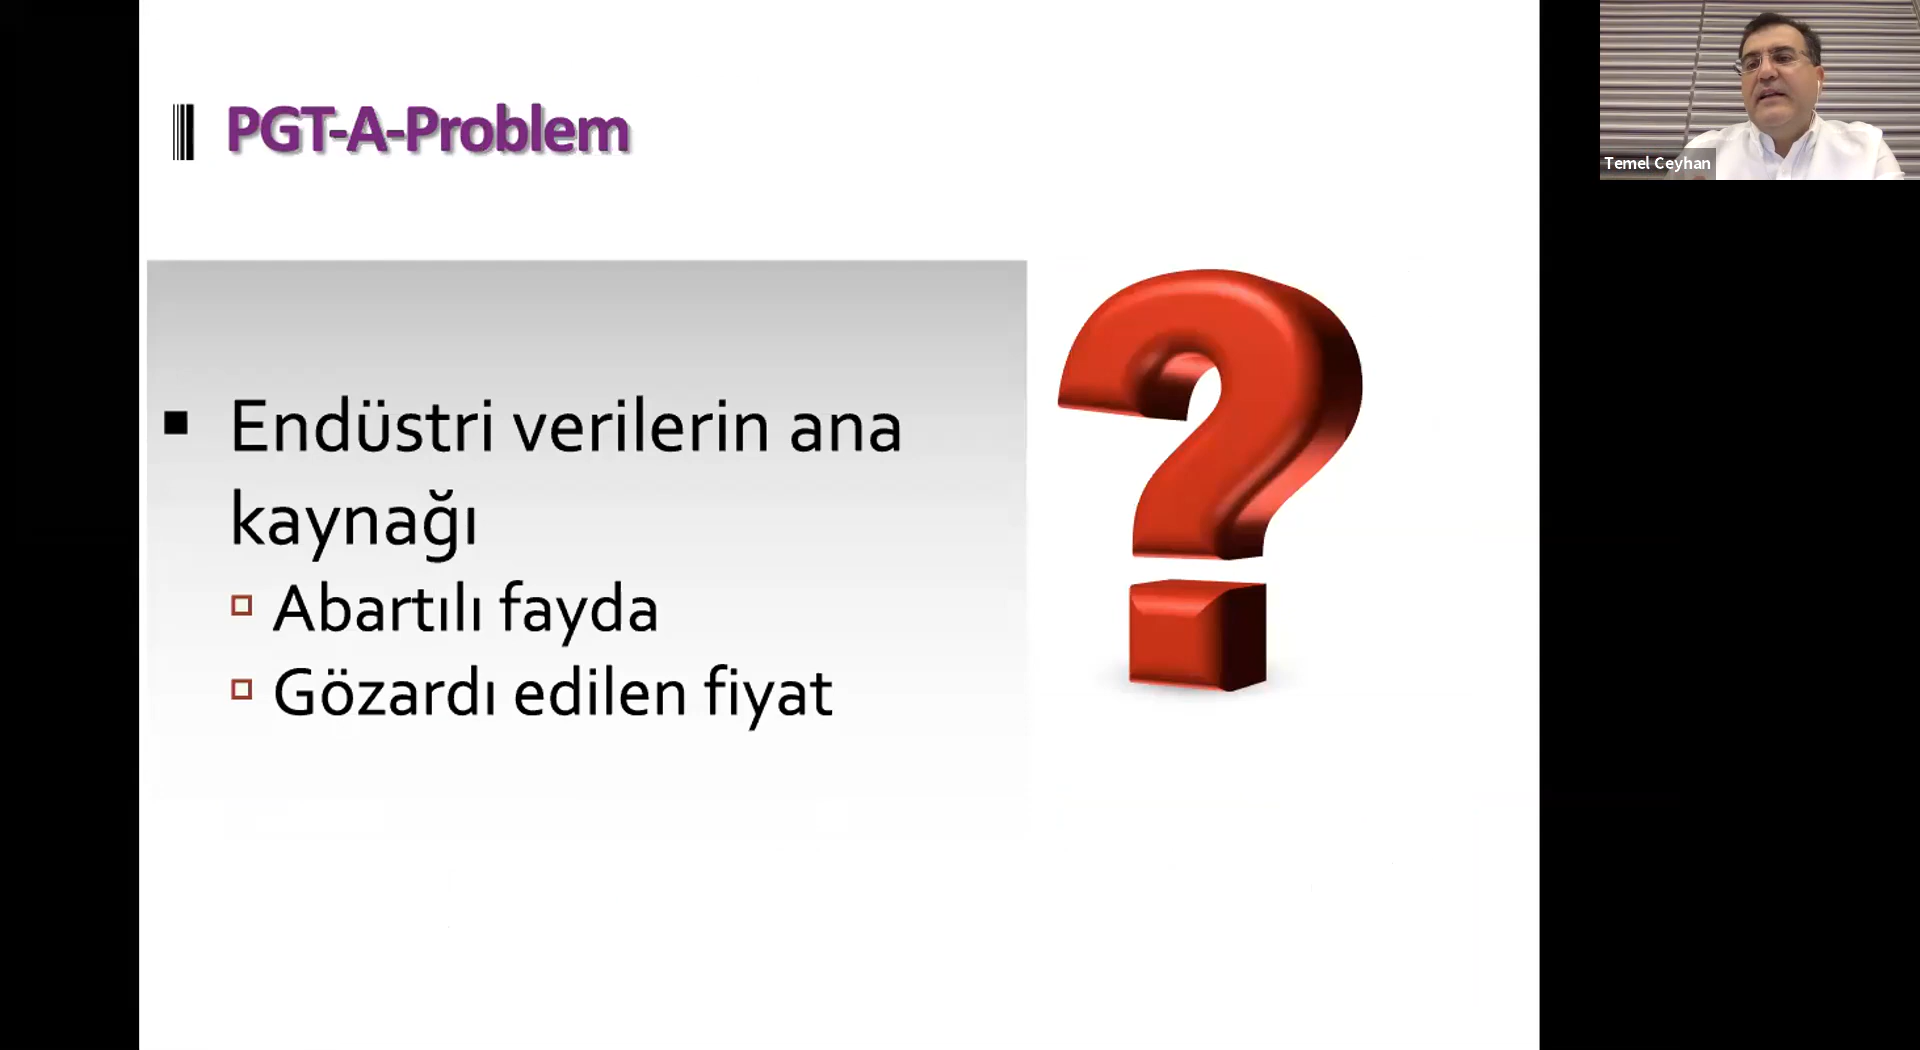 PGT-A-Problem
Temel Ceyhan
Endüstri verilerin ana
kaynağı
Abartılı fayda
Gözardı edilen fiyat